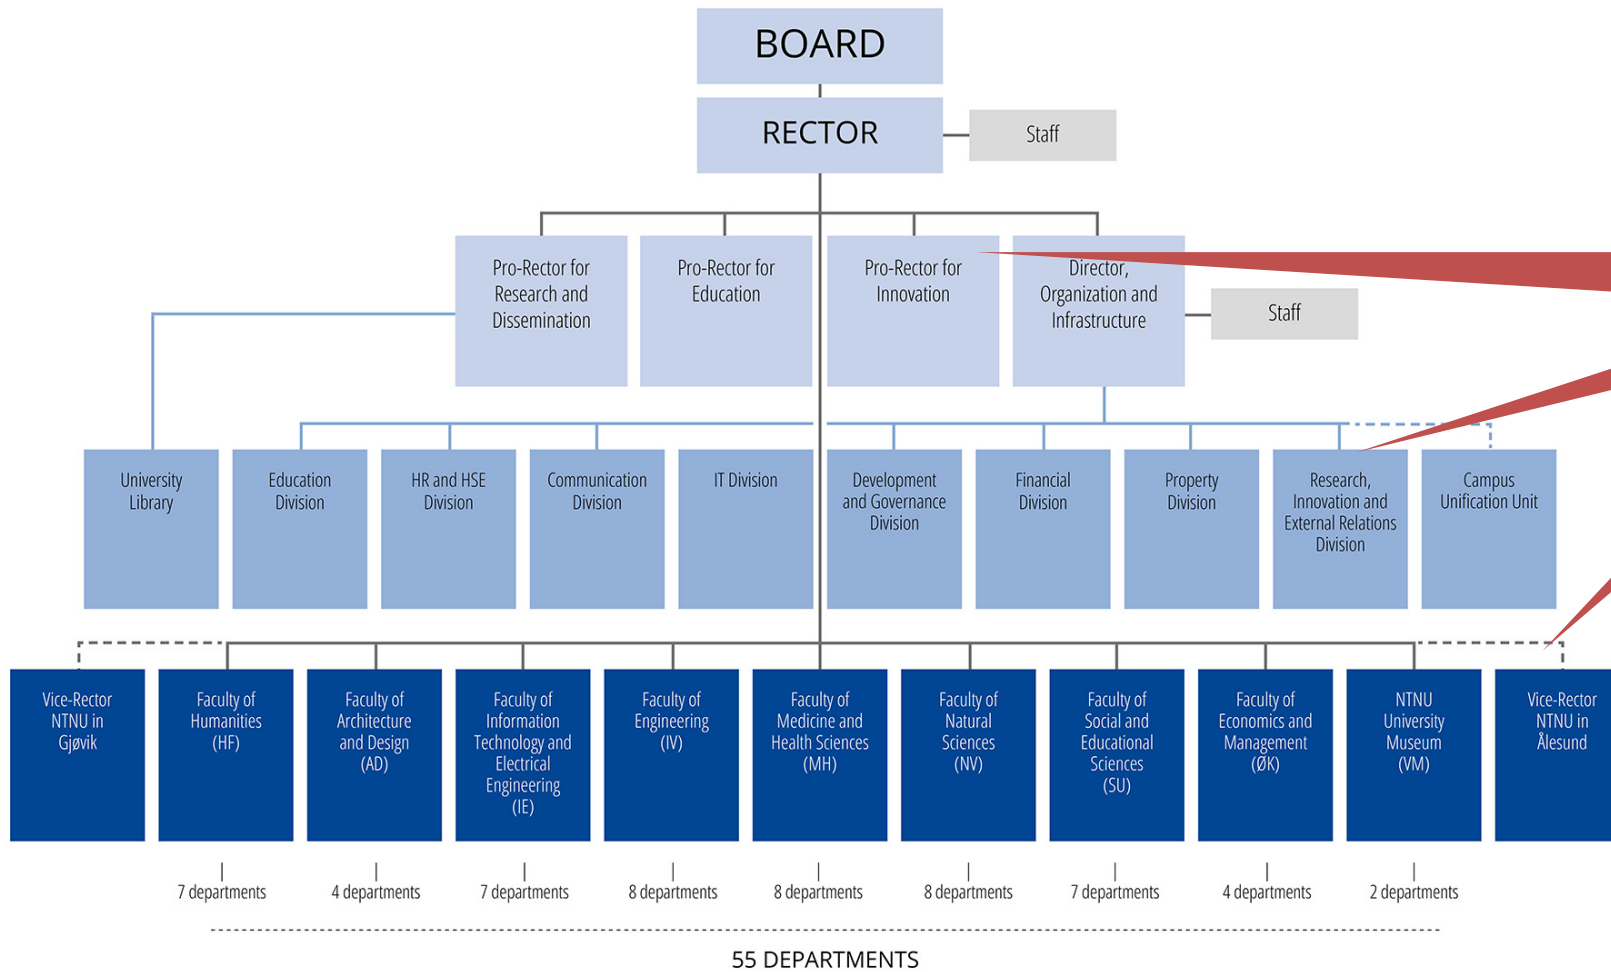 BOARD
RECTOR
Staff
Pro-Rector for
Research and
Dissemination
Pro-Rector for
Education
Pro-Rector for
Innovation
Director,
Organization and
Infrastructure
Staff
University
Library
Education
Division
HR and HSE
Division
Communication
Division
IT Division
Development
and Governance
Division
Financial
Division
Property
Division
Research,
Innovation and
External Relations
Division
Campus
Unification Unit
Vice-Rector
NTNU in
Gjøvik
Faculty of
Humanities
(HF)
Faculty of
Architecture
and Design
(AD)
Faculty of
Information
Technology and
Electrical
Engineering
(IE)
Faculty of
Engineering
(IV)
Faculty of
Medicine and
Health Sciences
(MH)
Faculty of
Natural
Sciences
(NV)
Faculty of
Social and
Educational
Sciences
(SU)
Faculty of
Economics and
Management
(ØK)
NTNU
University
Museum
(VM)
Vice-Rector
NTNU in
Ålesund
7 departments
4 departments
7 departments
8 departments
8 departments
8 departments
7 departments
4 departments
2 departments
55 DEPARTMENTS